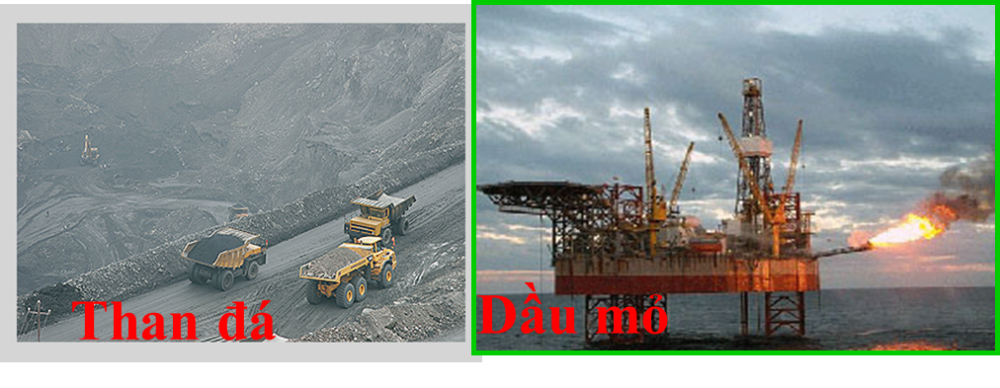 Than đá
Dầu mỏ